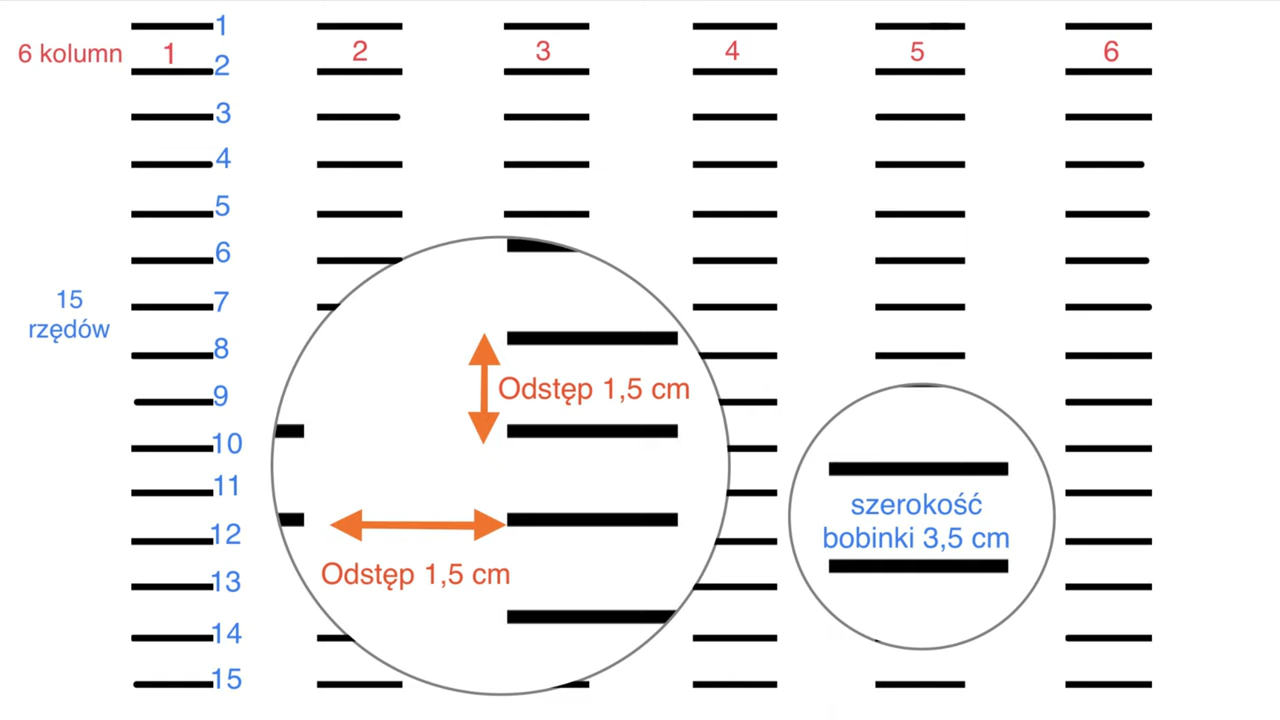 6 kolumn
1 2 3 4 5 6
15
rzędów
1
2
3
4
5
6
7
8
9
10
11
12
13
14
15
Odstęp 1,5 cm
Odstęp 1,5 cm
szerokość
bobinki 3,5 cm